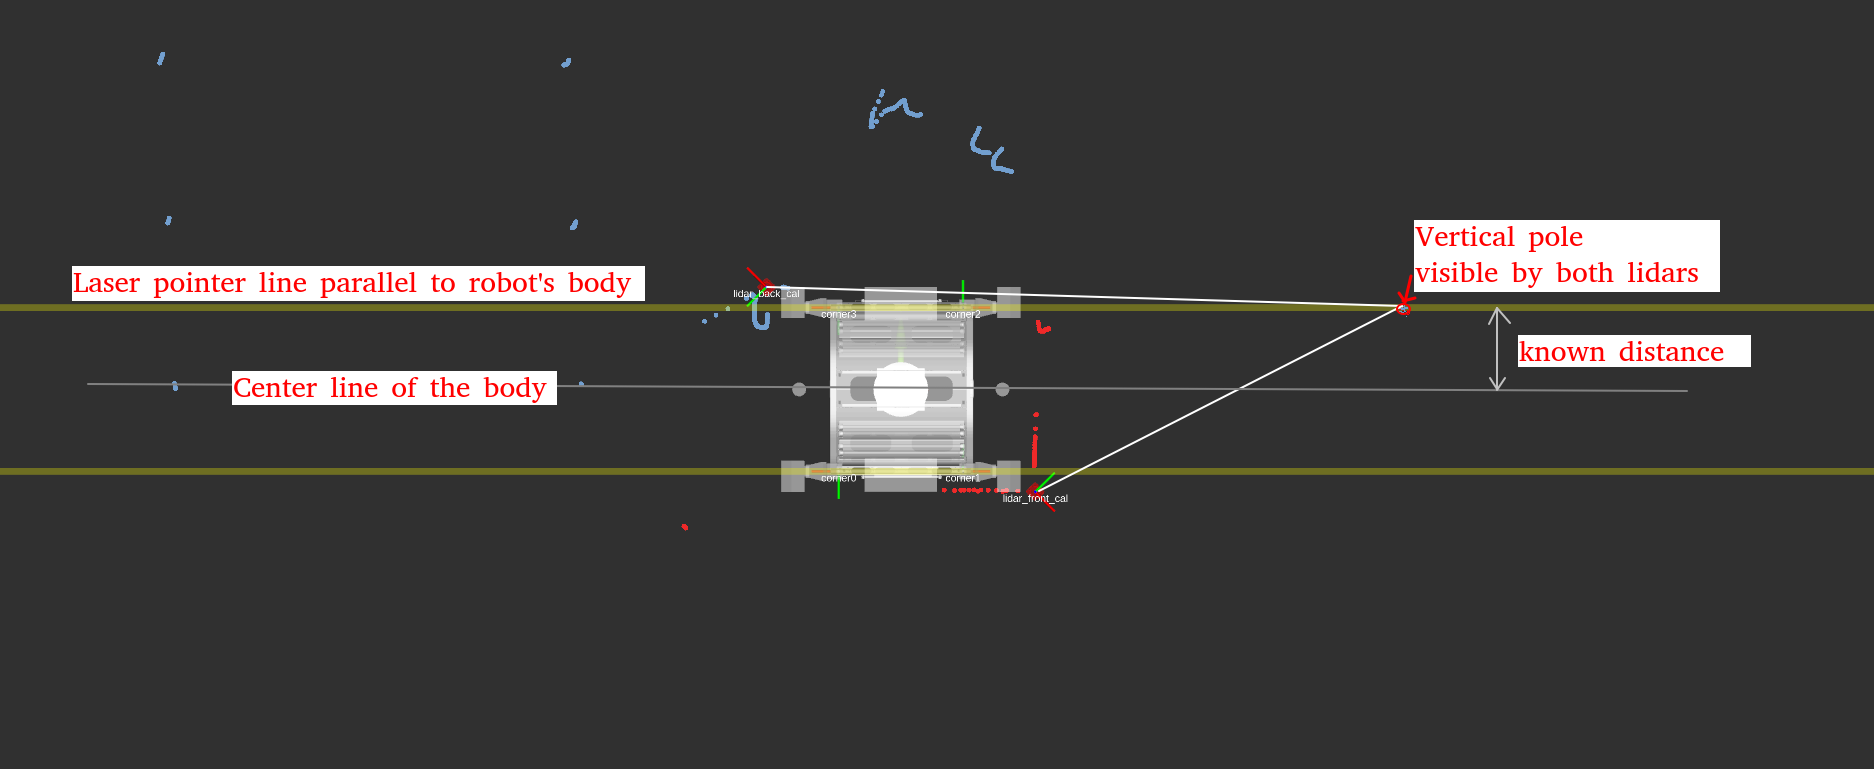 Vertical pole
visible by both lidars
Laser pointer line parallel to robot's body
lidar_back_cal
corner3
corner2
known distance
Center line of the body
corner0
corner1
lidar_front_cal